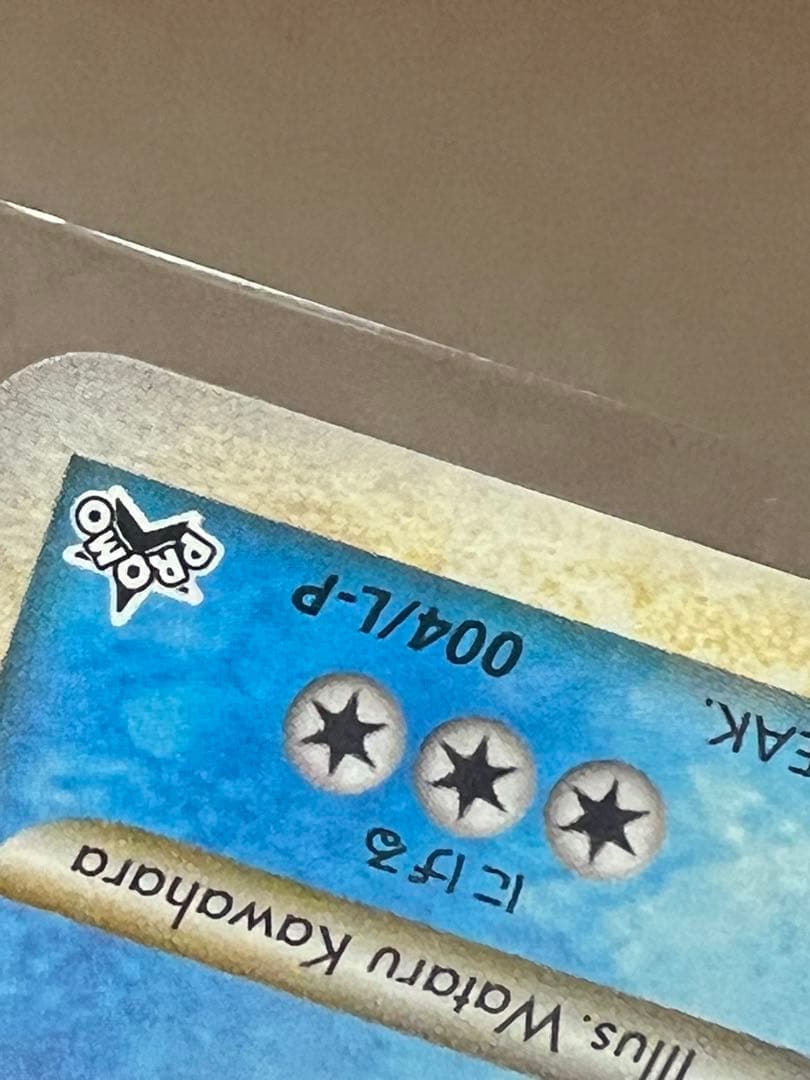 Illus. Wataru Kawahara
にげる
EAK.
004/L-P
PROMO